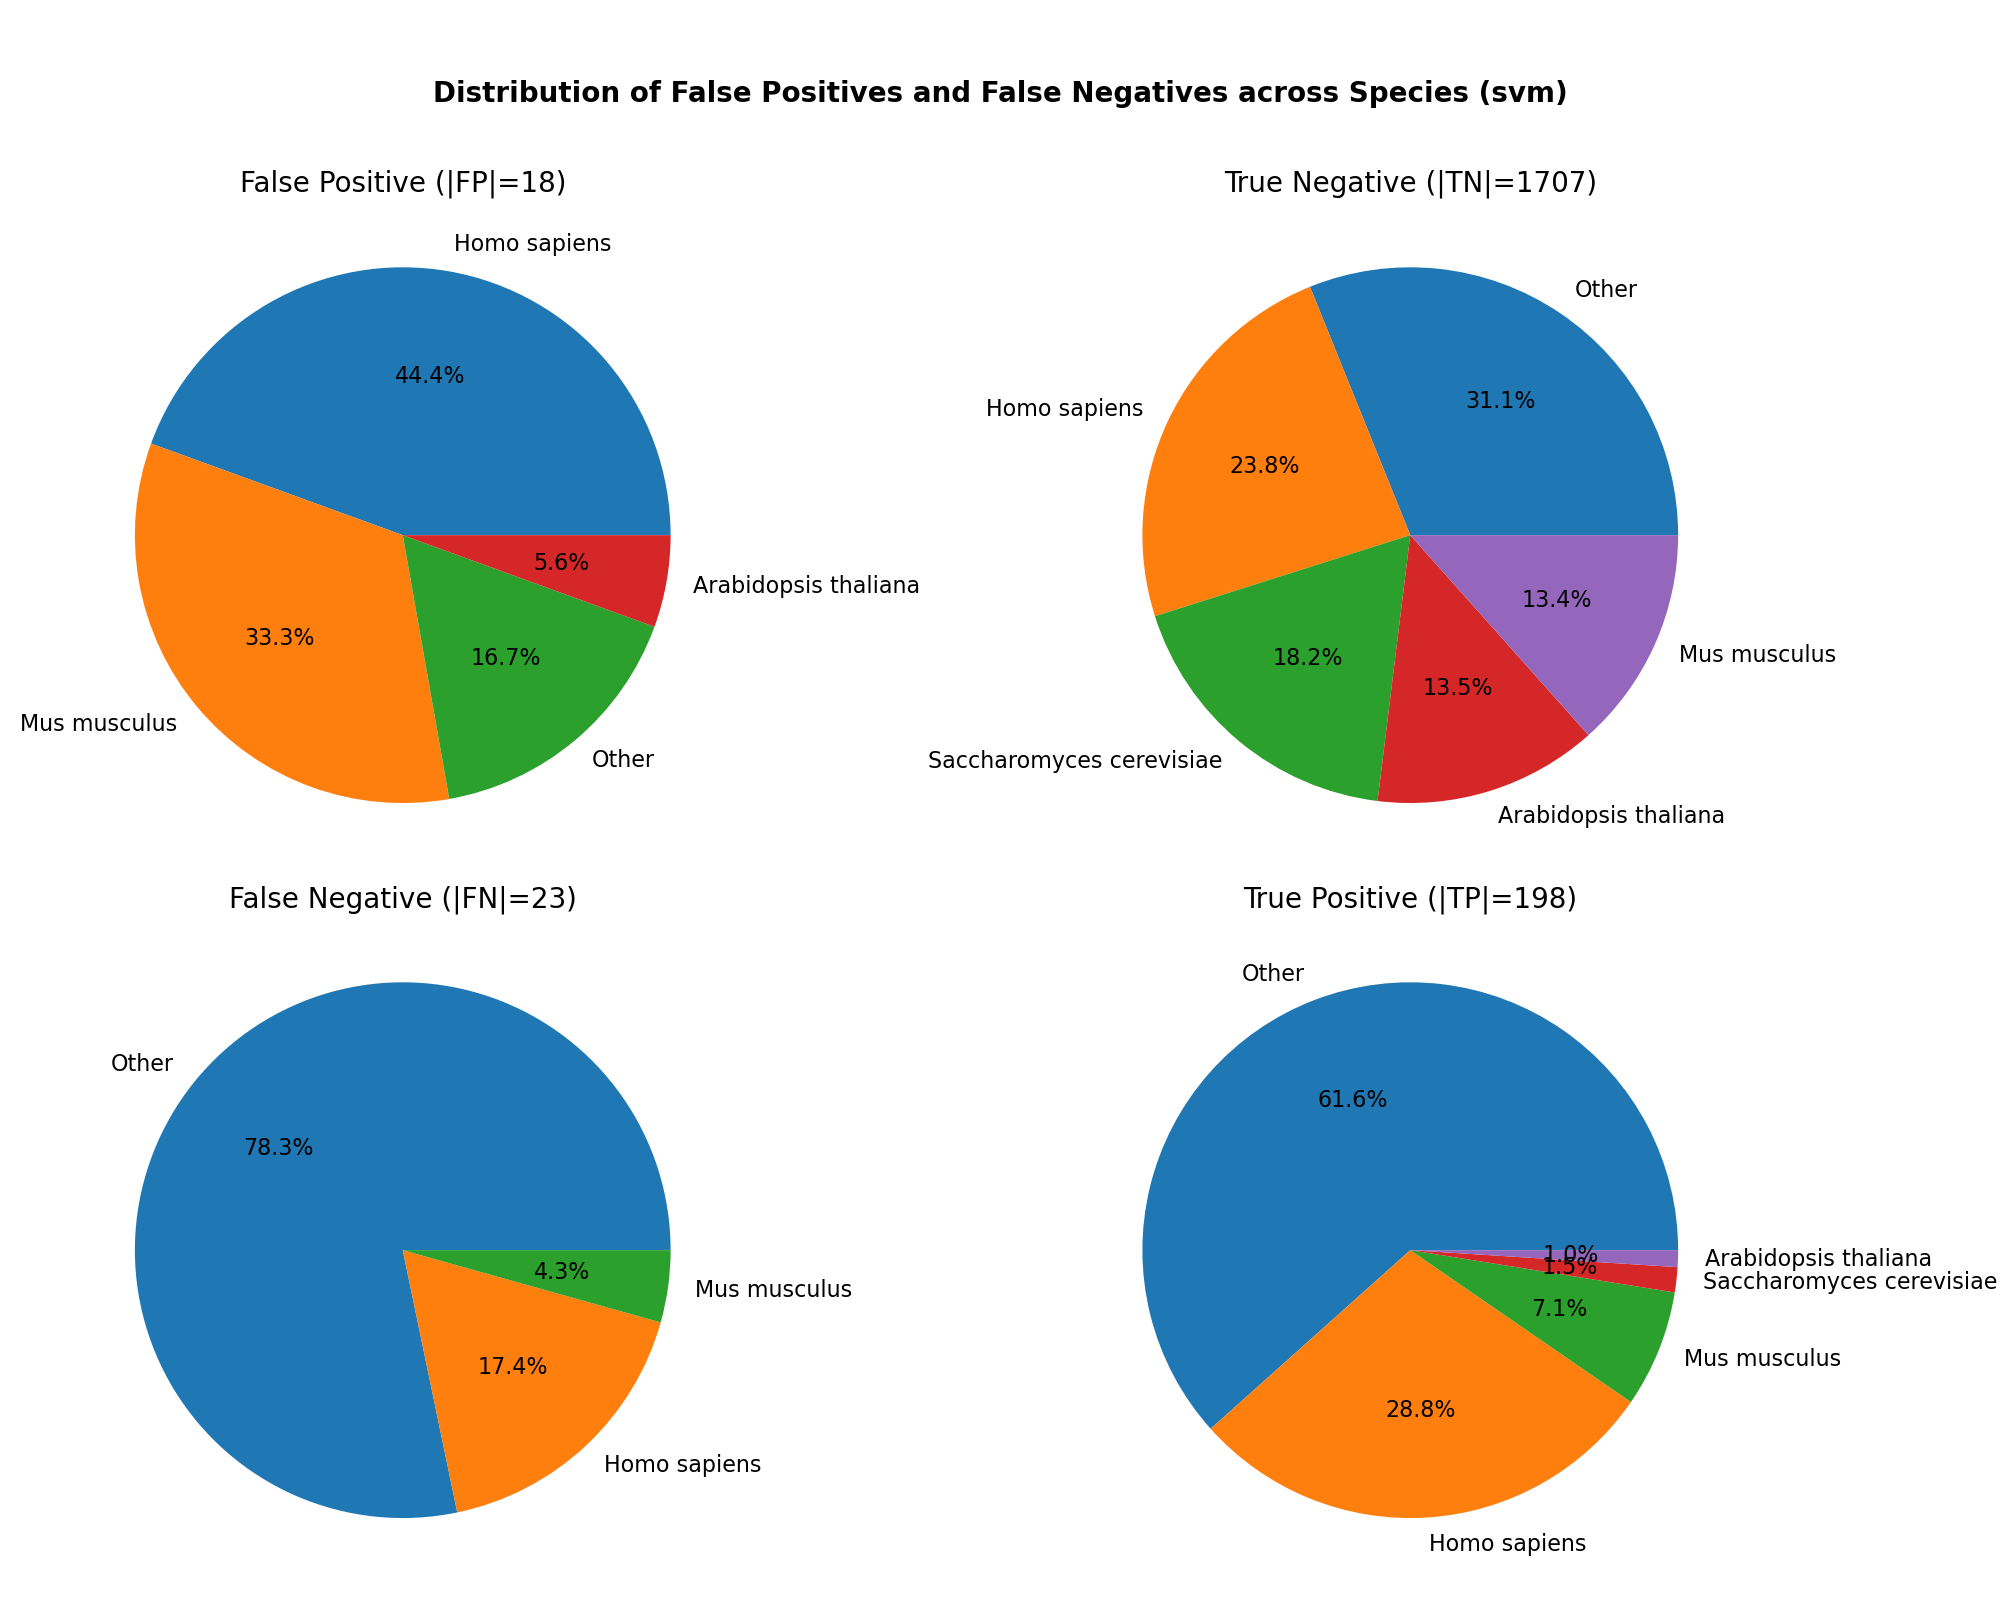 Distribution of False Positives and False Negatives across Species (svm)
False Positive (|FP|=18)
Homo sapiens
44.4%
5.6%
Arabidopsis thaliana
33.3%
16.7%
Mus musculus
Other
True Negative (|TN|=1707)
Other
31.1%
Homo sapiens
23.8%
13.4%
Mus musculus
18.2%
13.5%
Saccharomyces cerevisiae
Arabidopsis thaliana
False Negative (|FN|=23)
Other
78.3%
4.3%
Mus musculus
17.4%
Homo sapiens
True Positive (|TP|=198)
Other
61.6%
1.0%
Arabidopsis thaliana
1.5%
Saccharomyces cerevisiae
7.1%
Mus musculus
28.8%
Homo sapiens